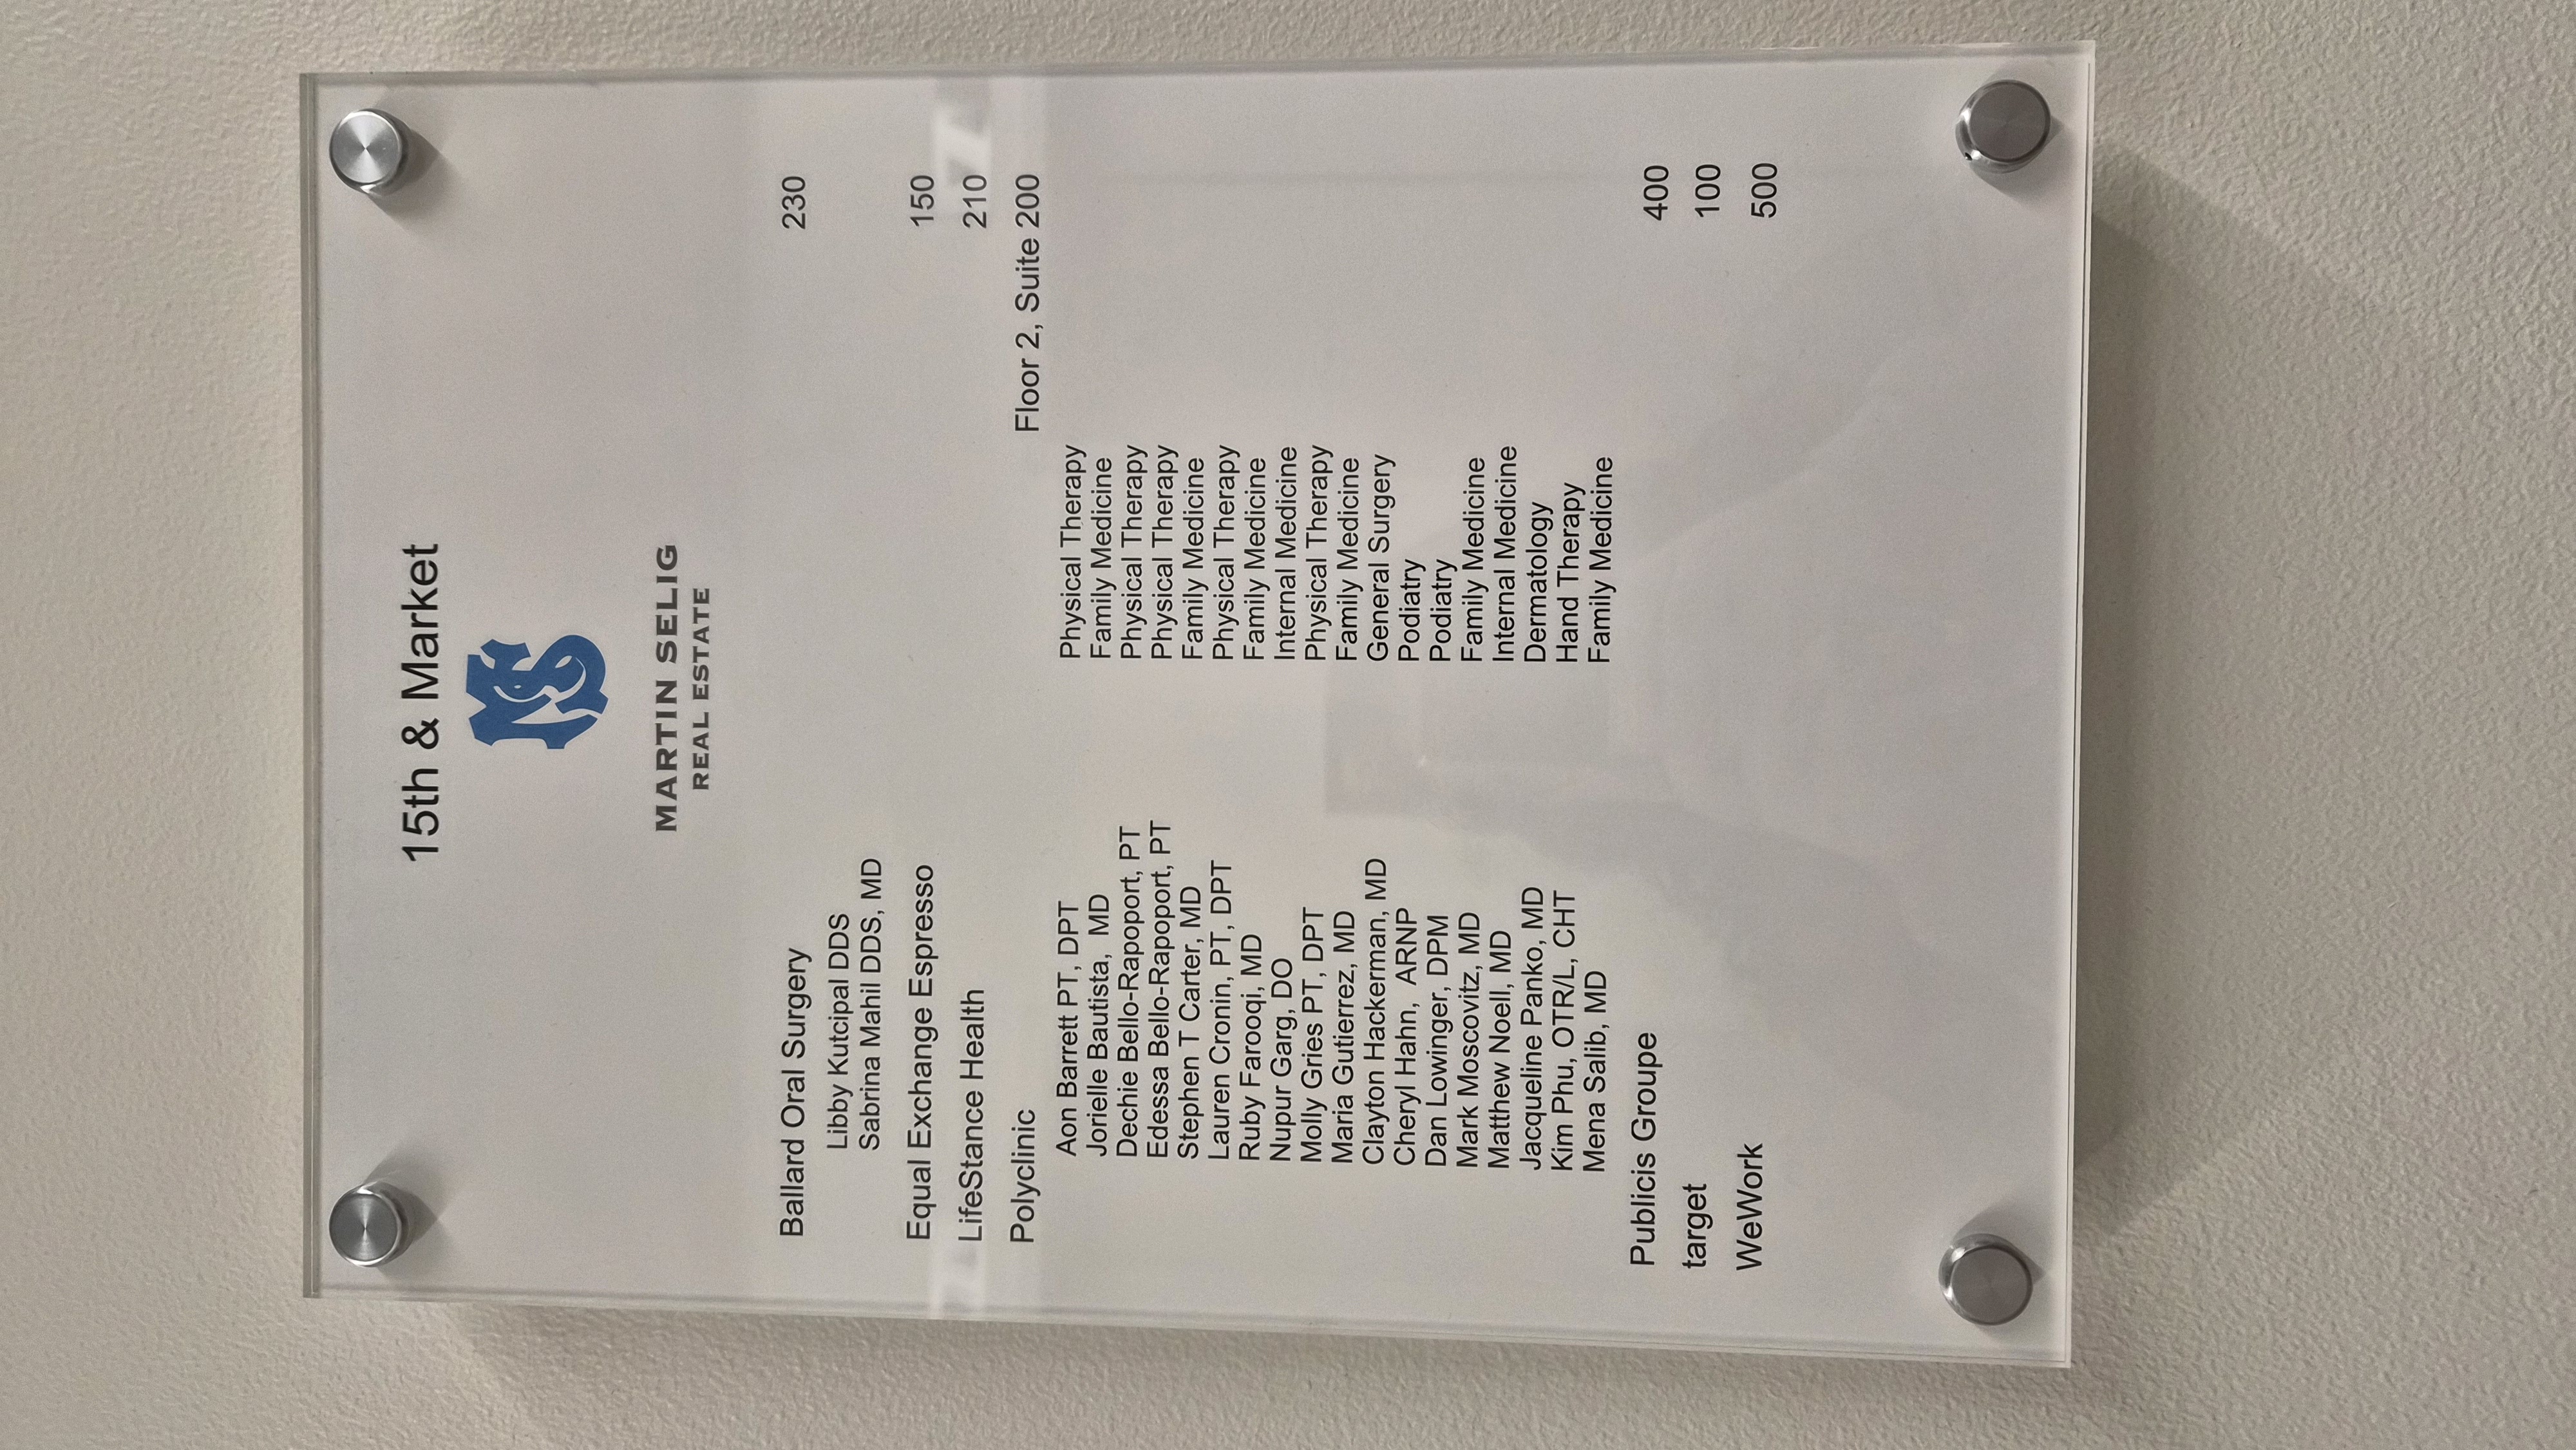 15th & Market
MS
MARTIN SELIG
REAL ESTATE
Ballard Oral Surgery 230
Libby Kutcipal DDS
Sabrina Mahil DDS, MD
Equal Exchange Espresso 150
LifeStance Health 210
Polyclinic Floor 2, Suite 200
Aon Barrett PT, DPT Physical Therapy
Jorielle Bautista, MD Family Medicine
Dechie Bello-Rapoport, PT Physical Therapy
Edessa Bello-Rapoport, PT Physical Therapy
Stephen T Carter, MD Family Medicine
Lauren Cronin, PT, DPT Physical Therapy
Ruby Farooqi, MD Family Medicine
Nupur Garg, DO Internal Medicine
Molly Gries PT, DPT Physical Therapy
Maria Gutierrez, MD Family Medicine
Clayton Hackerman, MD General Surgery
Cheryl Hahn, ARNP Podiatry
Dan Lowinger, DPM Podiatry
Mark Moscovitz, MD Family Medicine
Matthew Noell, MD Internal Medicine
Jacqueline Panko, MD Dermatology
Kim Phu, OTR/L, CHT Hand Therapy
Mena Salib, MD Family Medicine
Publicis Groupe 400
target 100
WeWork 500